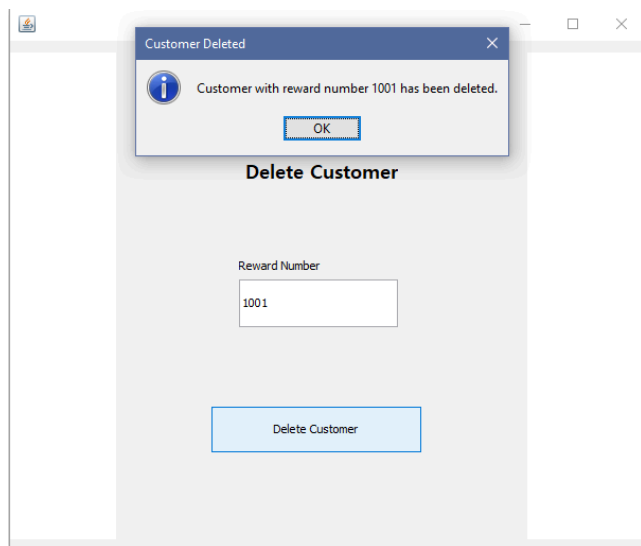 Customer Deleted
Customer with reward number 1001 has been deleted.
OK
Delete Customer
Reward Number
1001
Delete Customer